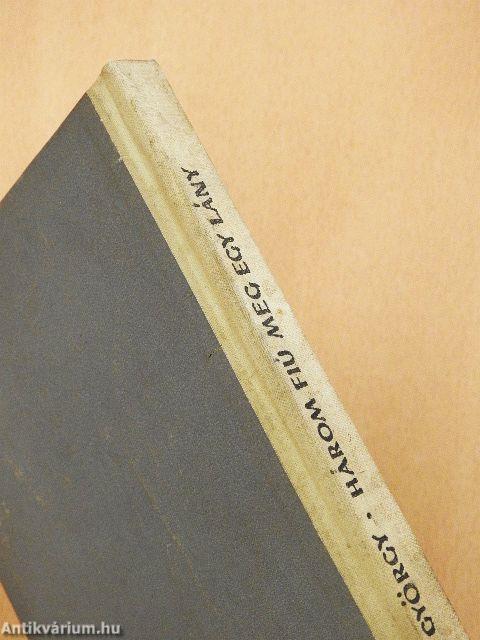 GYÖRGY · HÁROM FIÚ MEG EGY LÁNY
Antikvárium.hu